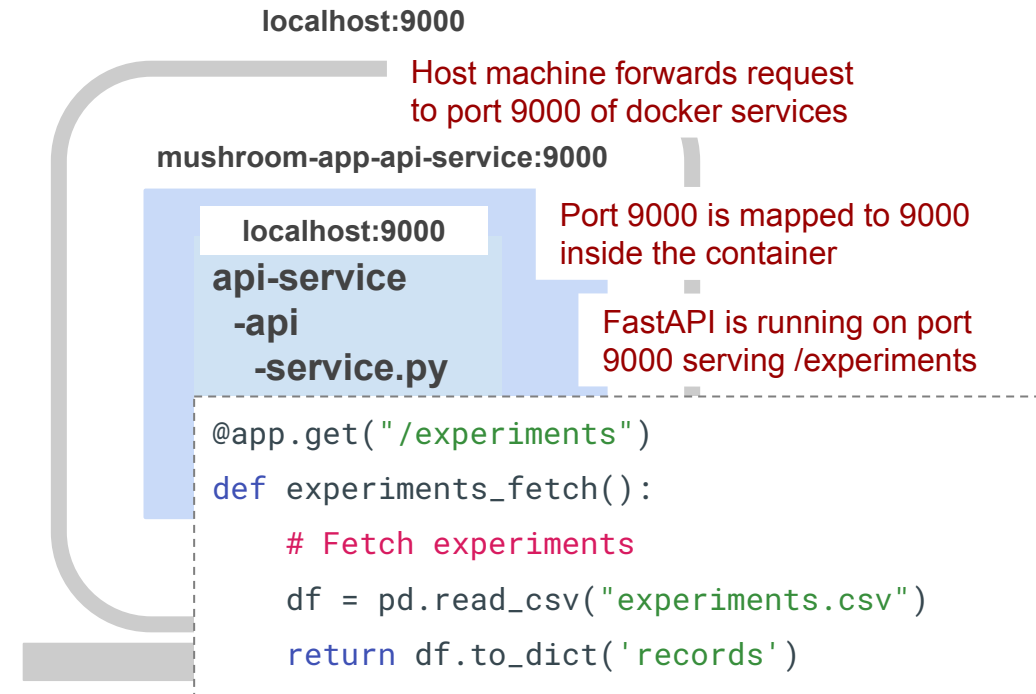 localhost:9000
Host machine forwards request
to port 9000 of docker services
mushroom-app-api-service:9000
Port 9000 is mapped to 9000
inside the container
localhost:9000
api-service
-api
-service.py
FastAPI is running on port
9000 serving /experiments
@app.get("/experiments")
def experiments_fetch():
    # Fetch experiments
    df = pd.read_csv("experiments.csv")
    return df.to_dict('records')